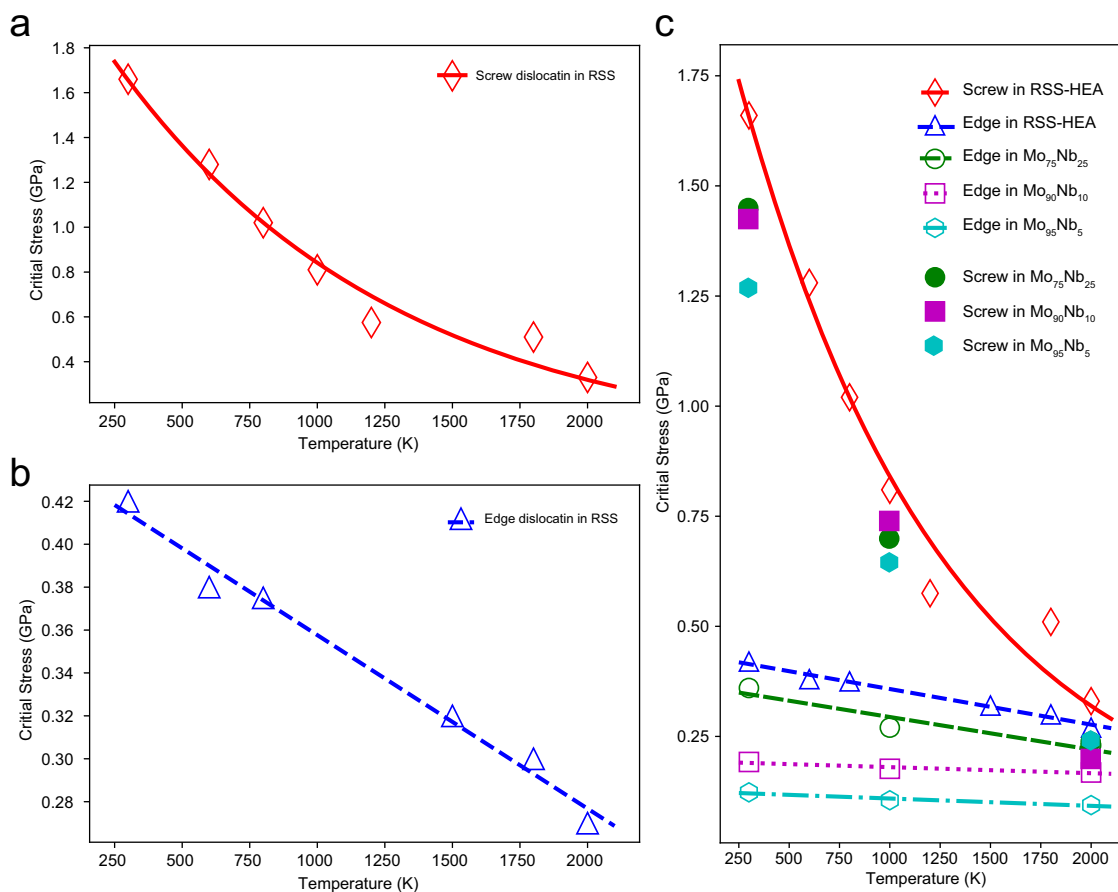 a
1.8
1.6
1.4
1.2
1.0
0.8
0.6
0.4
Critial Stress (GPa)
Screw dislocatin in RSS
250 500 750 1000 1250 1500 1750 2000
Temperature (K)
b
0.42
0.40
0.38
0.36
0.34
0.32
0.30
0.28
Critial Stress (GPa)
Edge dislocatin in RSS
250 500 750 1000 1250 1500 1750 2000
Temperature (K)
c
1.75
1.50
1.25
1.00
0.75
0.50
0.25
Critial Stress (GPa)
Screw in RSS-HEA
Edge in RSS-HEA
Edge in Mo₇₅Nb₂₅
Edge in Mo₉₀Nb₁₀
Edge in Mo₉₅Nb₅
Screw in Mo₇₅Nb₂₅
Screw in Mo₉₀Nb₁₀
Screw in Mo₉₅Nb₅
250 500 750 1000 1250 1500 1750 2000
Temperature (K)